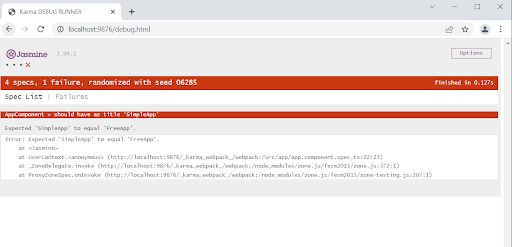 Karma DEBUG RUNNER
localhost:9876/debug.html
Jasmine 3.99.1
Options
4 specs, 1 failure, randomized with seed 06285
finished in 0.127s
Spec List | Failures
AppComponent > should have as title 'SimpleApp'
Expected 'SimpleApp' to equal 'FreeApp'.
Error: Expected 'SimpleApp' to equal 'FreeApp'.
at <Jasmine>
at UserContext.<anonymous> (http://localhost:9876/_karma_webpack_/webpack:/src/app/app.component.spec.ts:22:23)
at _ZoneDelegate.invoke (http://localhost:9876/_karma_webpack_/webpack:/node_modules/zone.js/fesm2015/zone.js:372:1)
at ProxyZoneSpec.onInvoke (http://localhost:9876/_karma_webpack_/webpack:/node_modules/zone.js/fesm2015/zone-testing.js:287:1)